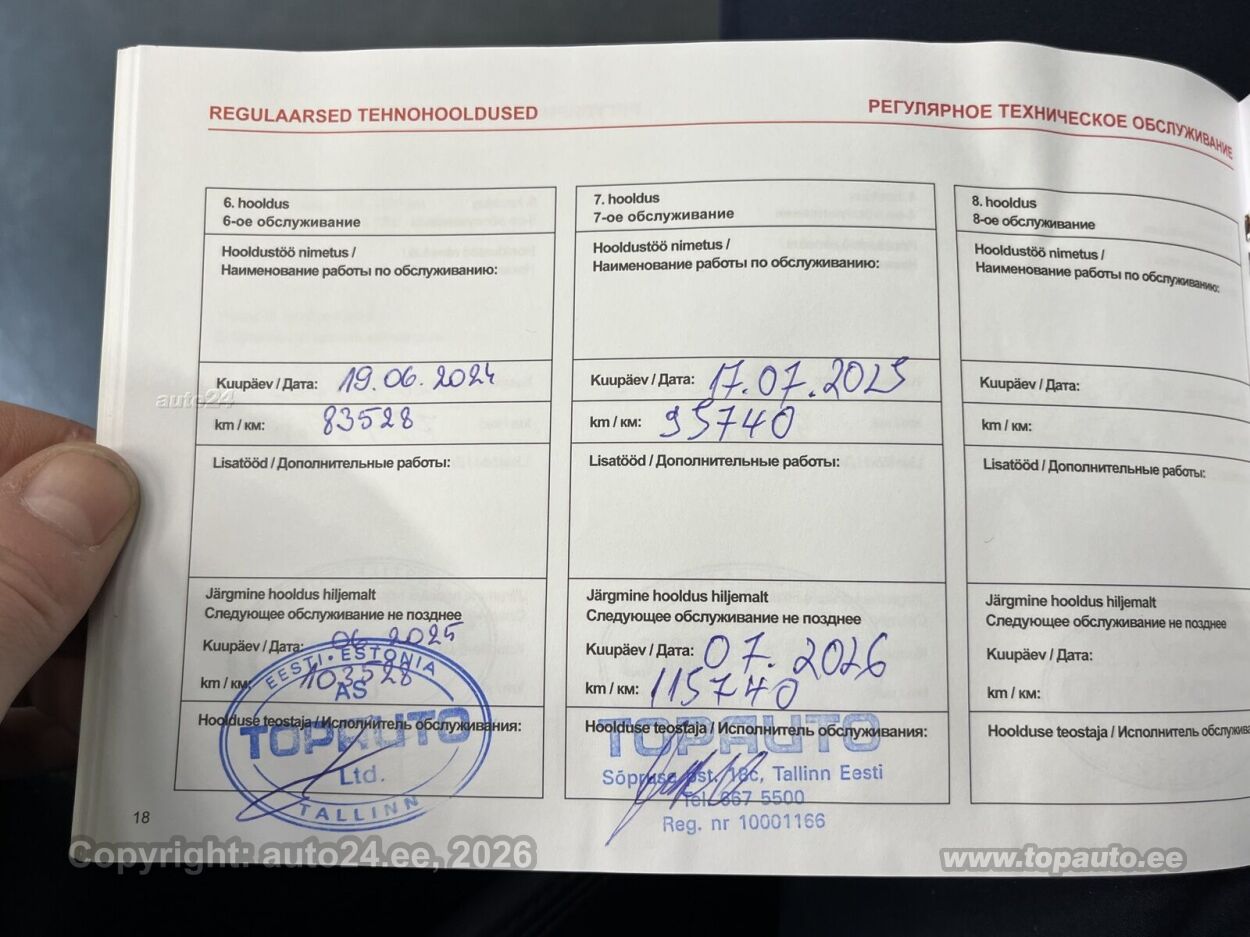 REGULAARSED TEHNOHOOLDUSED
РЕГУЛЯРНОЕ ТЕХНИЧЕСКОЕ ОБСЛУЖИВАНИЕ
6. hooldus
6-ое обслуживание
Hooldustöö nimetus /
Наименование работы по обслуживанию:
Kuupäev / Дата: 19.06.2024
km / км: 83528
Lisatööd / Дополнительные работы:
Järgmine hooldus hiljemalt
Следующее обслуживание не позднее
Kuupäev / Дата: 06.2025
km / км: 103528
Hoolduse teostaja / Исполнитель обслуживания:
EESTI • ESTONIA
AS
TOPAUTO
Ltd.
TALLINN
7. hooldus
7-ое обслуживание
Hooldustöö nimetus /
Наименование работы по обслуживанию:
Kuupäev / Дата: 17.07.2025
km / км: 95740
Lisatööd / Дополнительные работы:
Järgmine hooldus hiljemalt
Следующее обслуживание не позднее
Kuupäev / Дата: 07.2026
km / км: 115740
Hoolduse teostaja / Исполнитель обслуживания:
TOPAUTO
Sõpruse pst. 18c, Tallinn Eesti
Tel. 667 5500
Reg. nr 10001166
8. hooldus
8-ое обслуживание
Hooldustöö nimetus /
Наименование работы по обслуживанию:
Kuupäev / Дата:
km / км:
Lisatööd / Дополнительные работы:
Järgmine hooldus hiljemalt
Следующее обслуживание не позднее
Kuupäev / Дата:
km / км:
Hoolduse teostaja / Исполнитель
18
auto24
Copyright: auto24.ee, 2026
www.topauto.ee